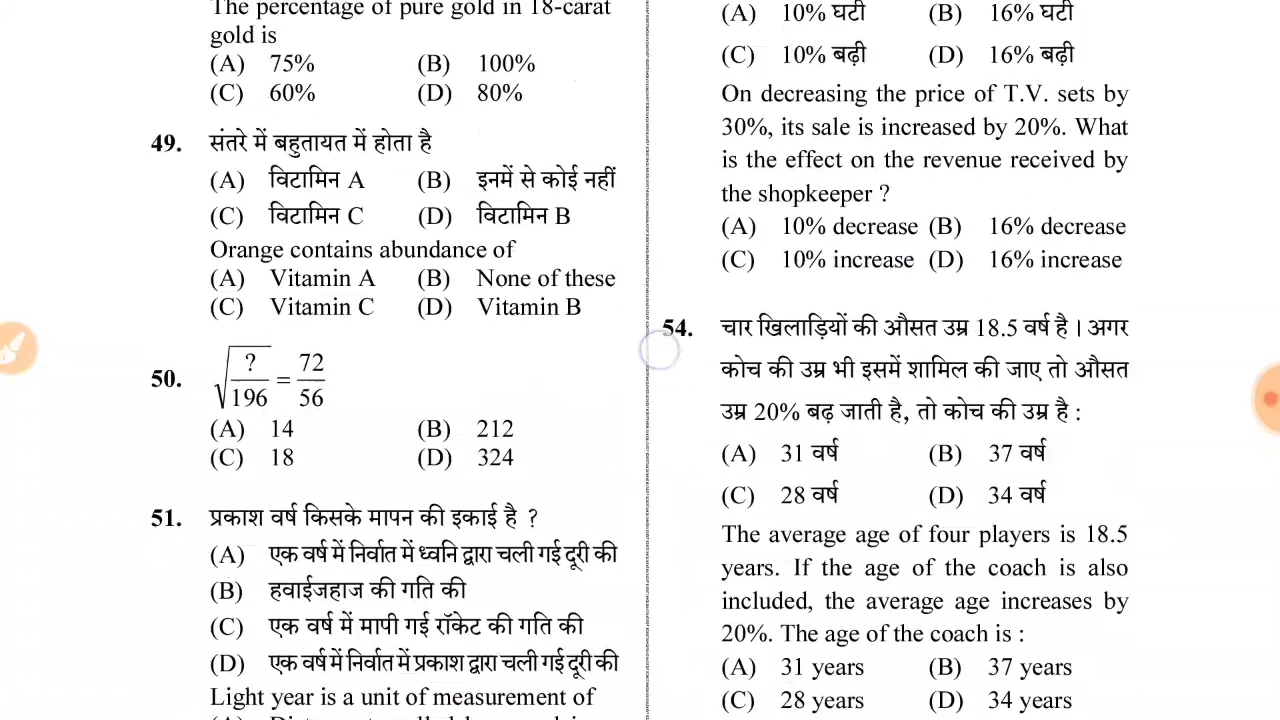 The percentage of pure gold in 18-carat
gold is
(A) 75% (B) 100%
(C) 60% (D) 80%
49. संतरे में बहुतायत में होता है
(A) विटामिन A (B) इनमें से कोई नहीं
(C) विटामिन C (D) विटामिन B
Orange contains abundance of
(A) Vitamin A (B) None of these
(C) Vitamin C (D) Vitamin B
50. √(?/196) = 72/56
(A) 14 (B) 212
(C) 18 (D) 324
51. प्रकाश वर्ष किसके मापन की इकाई है ?
(A) एक वर्ष में निर्वात में ध्वनि द्वारा चली गई दूरी की
(B) हवाईजहाज की गति की
(C) एक वर्ष में मापी गई रॉकेट की गति की
(D) एक वर्ष में निर्वात में प्रकाश द्वारा चली गई दूरी की
Light year is a unit of measurement of
(A) 10% घटी (B) 16% घटी
(C) 10% बढ़ी (D) 16% बढ़ी
On decreasing the price of T.V. sets by
30%, its sale is increased by 20%. What
is the effect on the revenue received by
the shopkeeper ?
(A) 10% decrease (B) 16% decrease
(C) 10% increase (D) 16% increase
54. चार खिलाड़ियों की औसत उम्र 18.5 वर्ष है । अगर
कोच की उम्र भी इसमें शामिल की जाए तो औसत
उम्र 20% बढ़ जाती है, तो कोच की उम्र है :
(A) 31 वर्ष (B) 37 वर्ष
(C) 28 वर्ष (D) 34 वर्ष
The average age of four players is 18.5
years. If the age of the coach is also
included, the average age increases by
20%. The age of the coach is :
(A) 31 years (B) 37 years
(C) 28 years (D) 34 years